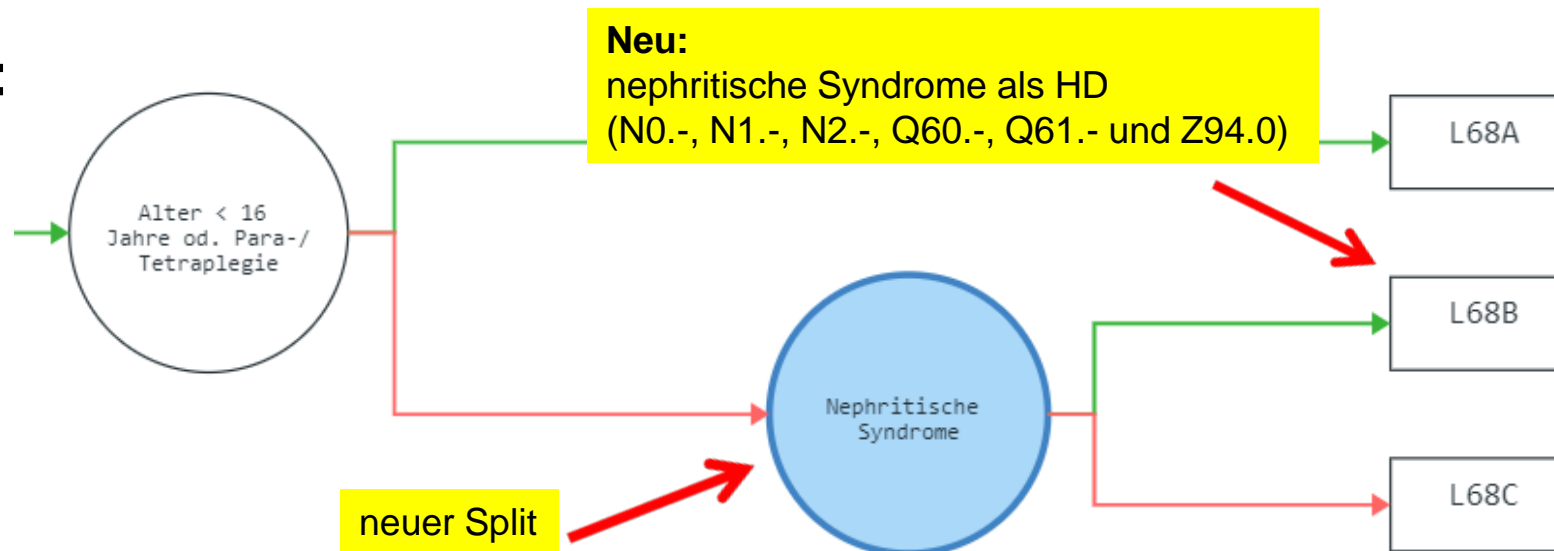 :
Neu:
nephritische Syndrome als HD
(N0.-, N1.-, N2.-, Q60.-, Q61.- und Z94.0)
L68A
Alter < 16
Jahre od. Para-/
Tetraplegie
L68B
Nephritische
Syndrome
neuer Split
L68C